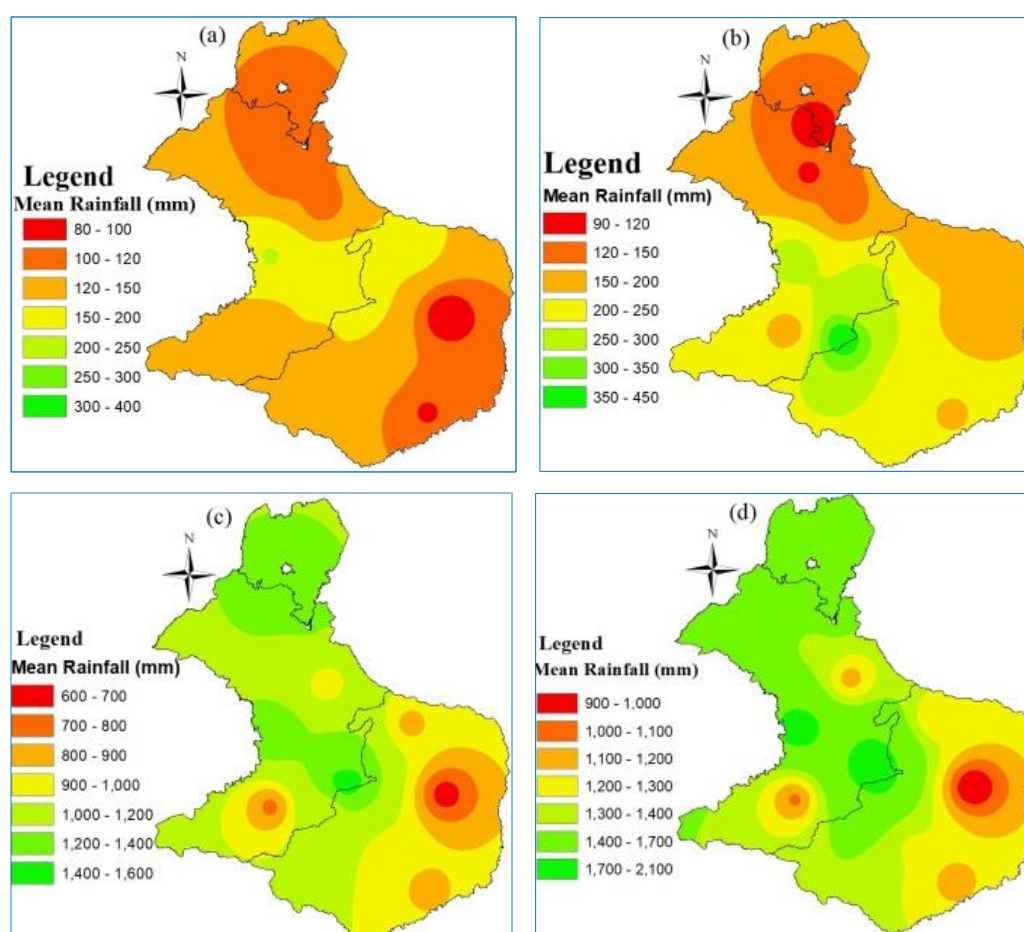 (a)
N
Legend
Mean Rainfall (mm)
80 - 100
100 - 120
120 - 150
150 - 200
200 - 250
250 - 300
300 - 400
(b)
N
Legend
Mean Rainfall (mm)
90 - 120
120 - 150
150 - 200
200 - 250
250 - 300
300 - 350
350 - 450
(c)
N
Legend
Mean Rainfall (mm)
600 - 700
700 - 800
800 - 900
900 - 1,000
1,000 - 1,200
1,200 - 1,400
1,400 - 1,600
(d)
N
Legend
Mean Rainfall (mm)
900 - 1,000
1,000 - 1,100
1,100 - 1,200
1,200 - 1,300
1,300 - 1,400
1,400 - 1,700
1,700 - 2,100